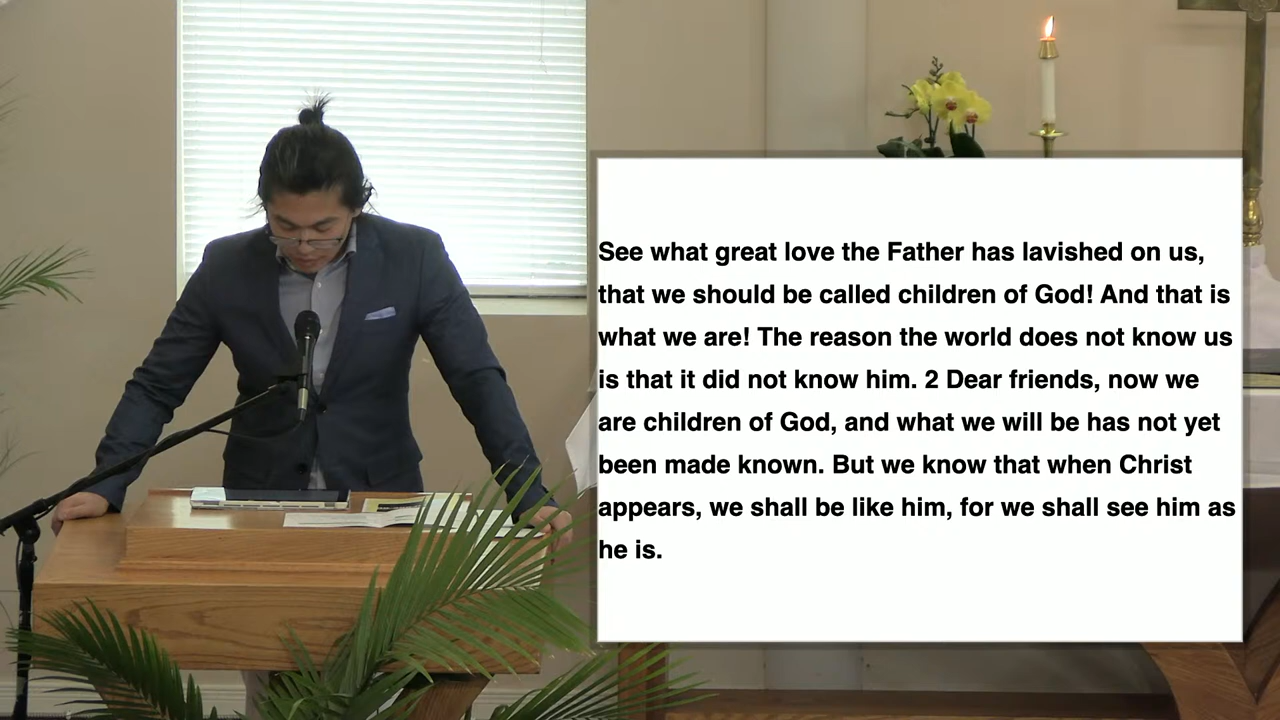 See what great love the Father has lavished on us,
that we should be called children of God! And that is
what we are! The reason the world does not know us
is that it did not know him. 2 Dear friends, now we
are children of God, and what we will be has not yet
been made known. But we know that when Christ
appears, we shall be like him, for we shall see him as
he is.